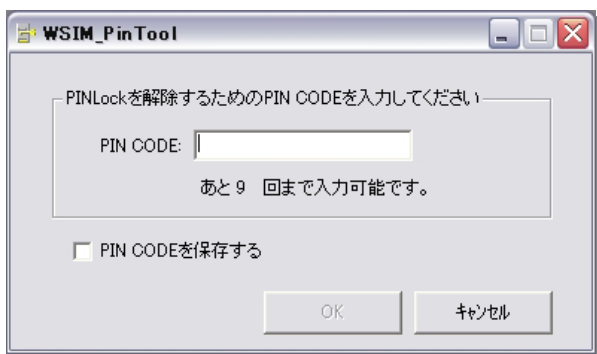 WSIM_PinTool
PINLockを解除するためのPIN CODEを入力してください
PIN CODE:
あと 9 回まで入力可能です。
PIN CODEを保存する
OK
ｷｬﾝｾﾙ